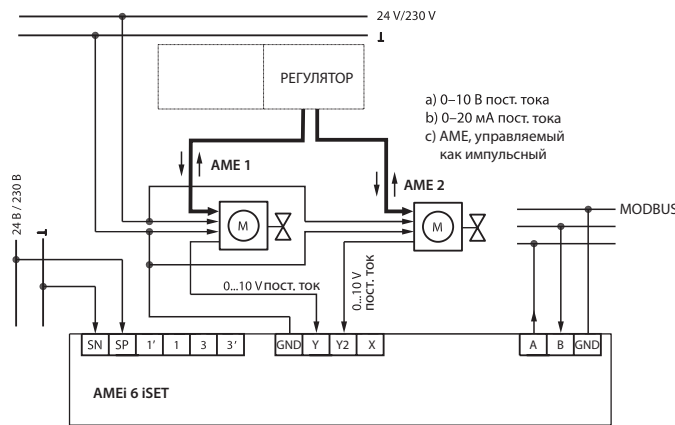 24 V/230 V
РЕГУЛЯТОР
a) 0–10 В пост. тока
b) 0–20 мА пост. тока
c) AME, управляемый
как импульсный
AME 1
AME 2
24 В / 230 В
MODBUS
M
M
0...10 V пост. ток
0...10 V
пост. ток
SN SP 1' 1 3 3' GND Y Y2 X A B GND
AMEi 6 iSET